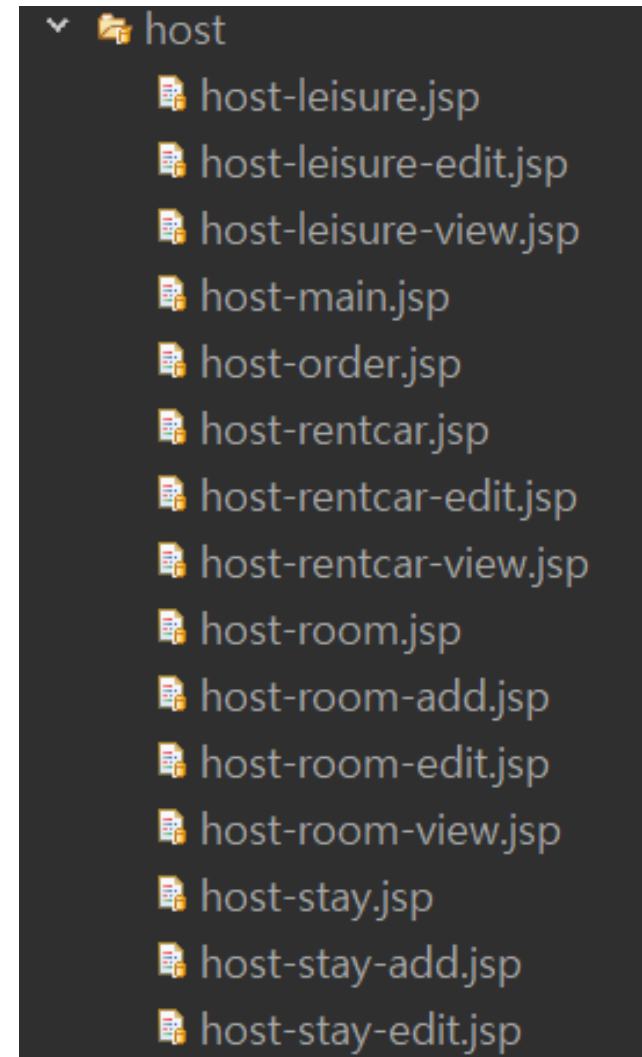 host
host-leisure.jsp
host-leisure-edit.jsp
host-leisure-view.jsp
host-main.jsp
host-order.jsp
host-rentcar.jsp
host-rentcar-edit.jsp
host-rentcar-view.jsp
host-room.jsp
host-room-add.jsp
host-room-edit.jsp
host-room-view.jsp
host-stay.jsp
host-stay-add.jsp
host-stay-edit.jsp